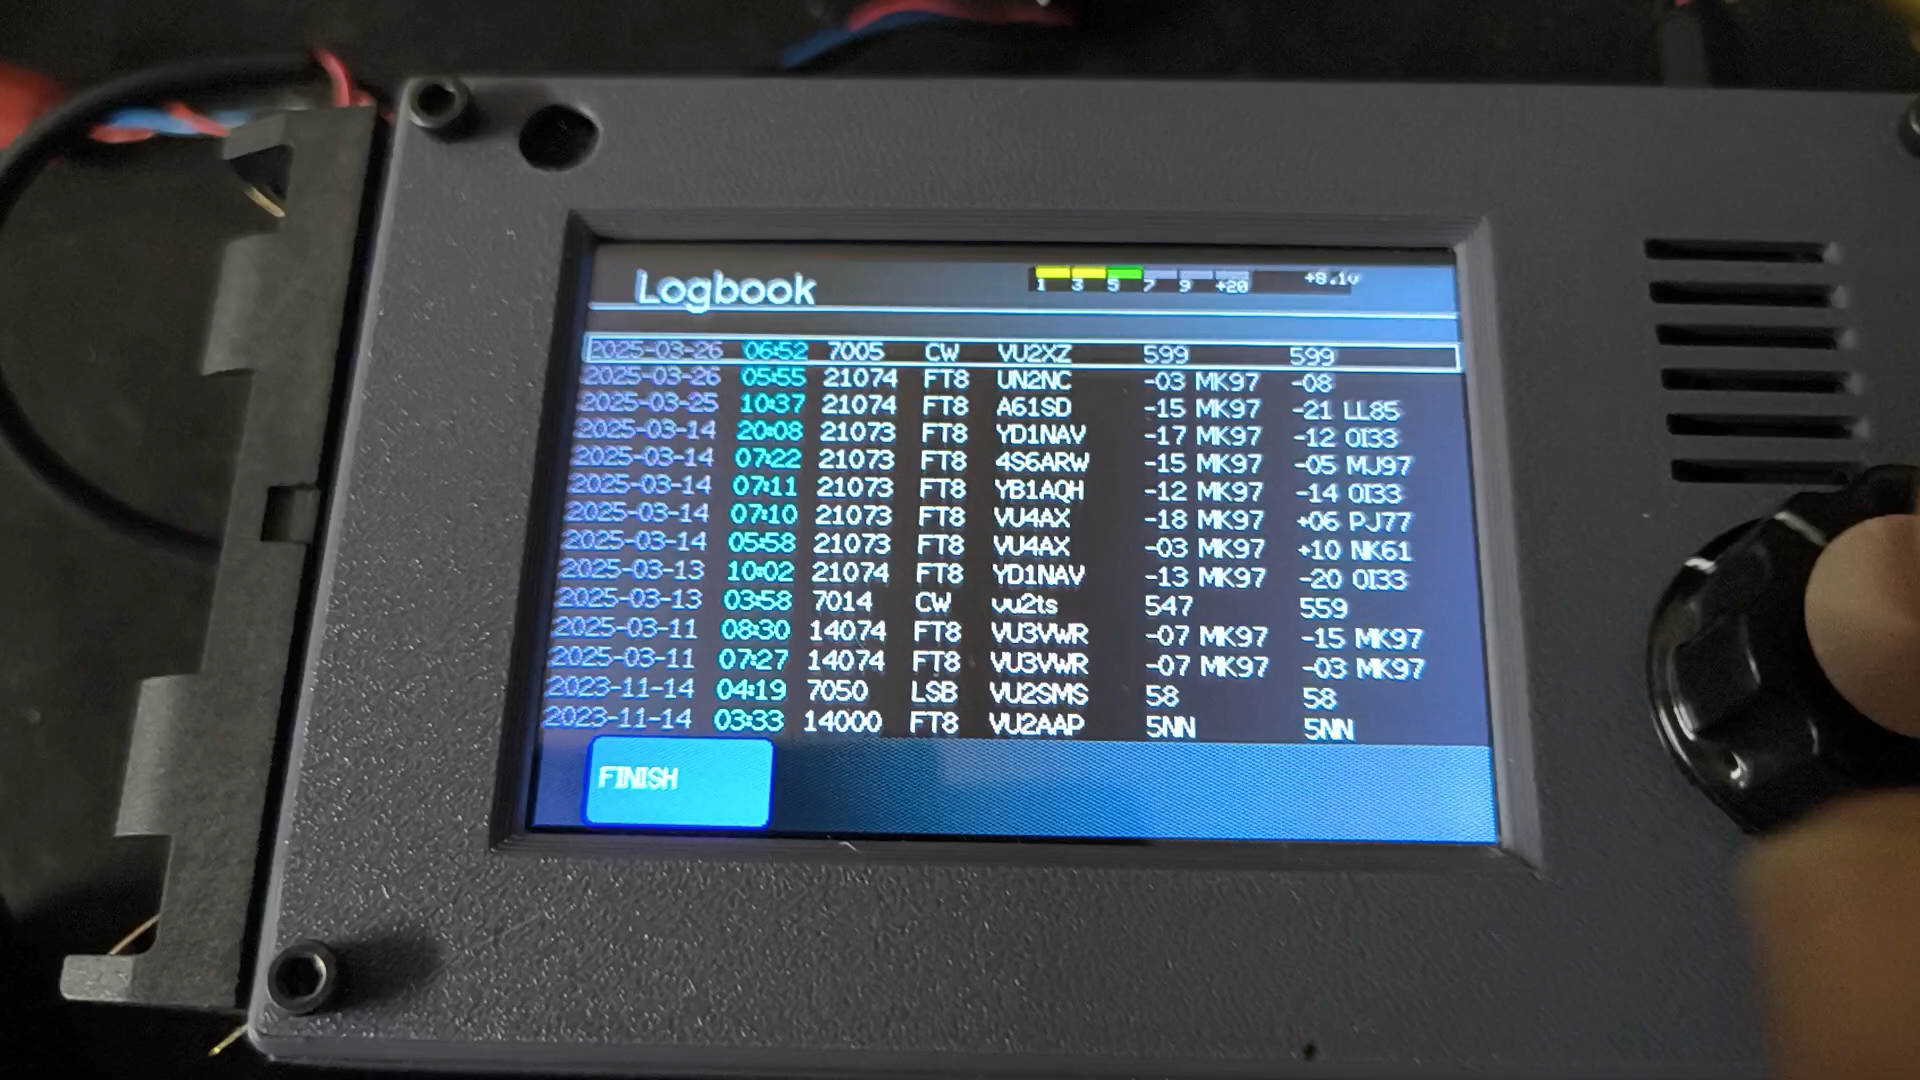 Logbook
1 3 5 7 9 +20 +8.1v
2025-03-26 06:52 7005 CW VU2XZ 599 599
2025-03-26 05:55 21074 FT8 UN2NC -03 MK97 -08
2025-03-25 10:37 21074 FT8 A61SD -15 MK97 -21 LL85
2025-03-14 20:08 21073 FT8 YD1NAV -17 MK97 -12 OI33
2025-03-14 07:22 21073 FT8 4S6ARW -15 MK97 -05 MJ97
2025-03-14 07:11 21073 FT8 YB1AQH -12 MK97 -14 OI33
2025-03-14 07:10 21073 FT8 VU4AX -18 MK97 +06 PJ77
2025-03-14 05:58 21073 FT8 VU4AX -03 MK97 +10 NK61
2025-03-13 10:02 21074 FT8 YD1NAV -13 MK97 -20 OI33
2025-03-13 03:58 7014 CW vu2ts 547 559
2025-03-11 08:30 14074 FT8 VU3VWR -07 MK97 -15 MK97
2025-03-11 07:27 14074 FT8 VU3VWR -07 MK97 -03 MK97
2023-11-14 04:19 7050 LSB VU2SMS 58 58
2023-11-14 03:33 14000 FT8 VU2AAP 5NN 5NN
FINISH